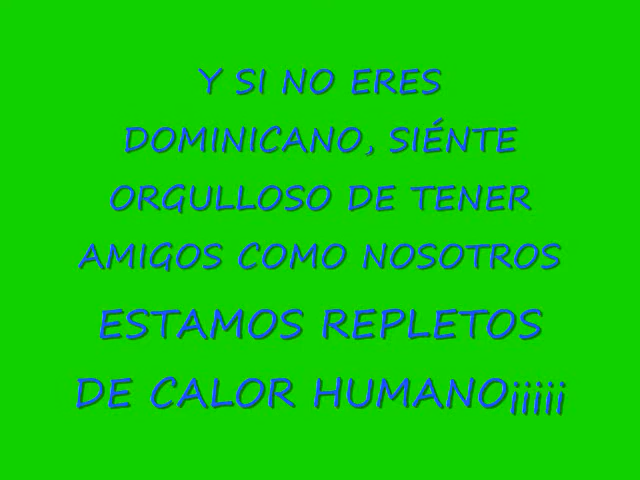 Y SI NO ERES
DOMINICANO, SIÉNTE
ORGULLOSO DE TENER
AMIGOS COMO NOSOTROS
ESTAMOS REPLETOS
DE CALOR HUMANO¡¡¡¡¡